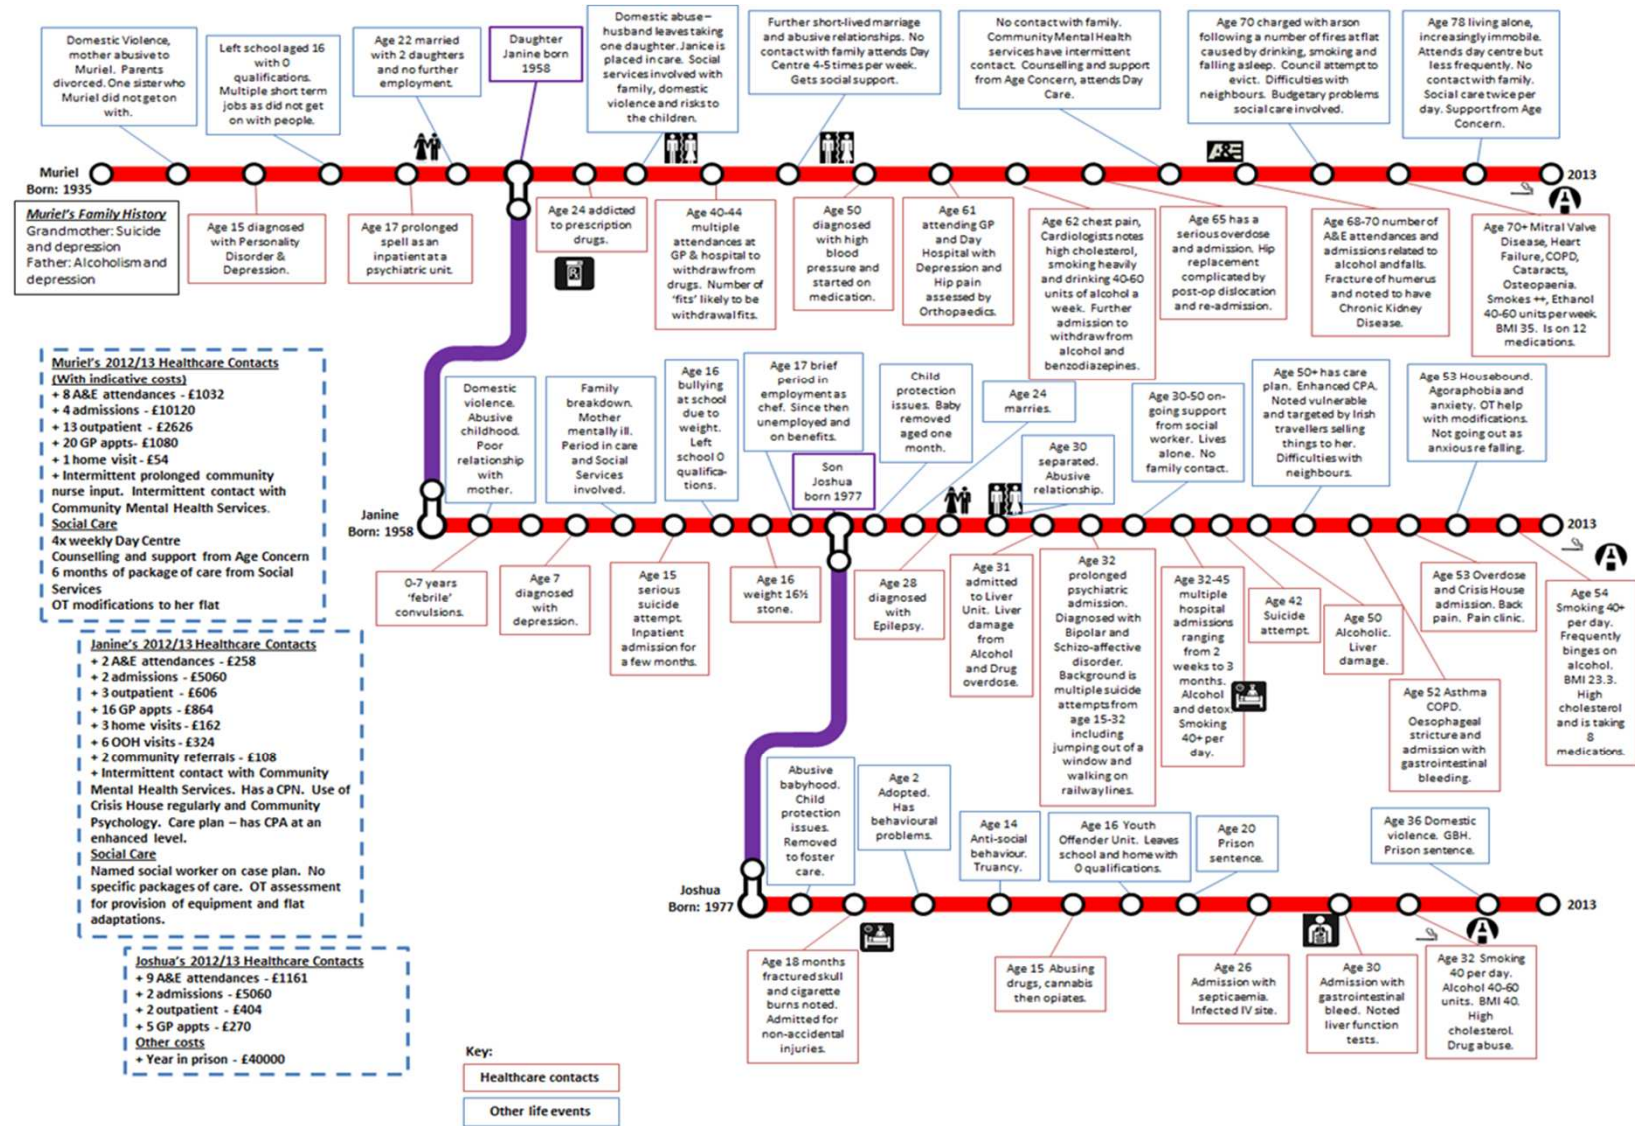 Domestic Violence,
mother abusive to
Muriel. Parents
divorced. One sister who
Muriel did not get on
with.
Left school aged 16
with 0
qualifications.
Multiple short term
jobs as did not get
on with people.
Age 22 married
with 2 daughters
and no further
employment.
Daughter
Janine born
1958
Domestic abuse –
husband leaves taking
one daughter. Janice is
placed in care. Social
services involved with
family, domestic
violence and risks to
the children.
Further short-lived marriage
and abusive relationships. No
contact with family attends Day
Centre 4-5 times per week.
Gets social support.
No contact with family.
Community Mental Health
services have intermittent
contact. Counselling and support
from Age Concern, attends Day
Care.
Age 70 charged with arson
following a number of fires at flat
caused by drinking, smoking and
falling asleep. Council attempt to
evict. Difficulties with
neighbours. Budgetary problems
social care involved.
Age 78 living alone,
increasingly immobile.
Attends day centre but
less frequently. No
contact with family.
Social care twice per
day. Support from Age
Concern.
A&E
Muriel
Born: 1935
2013
Muriel's Family History
Grandmother: Suicide
and depression
Father: Alcoholism and
depression
Age 15 diagnosed
with Personality
Disorder &
Depression.
Age 17 prolonged
spell as an
inpatient at a
psychiatric unit.
Age 24 addicted
to prescription
drugs.
Age 40-44
multiple
attendances at
GP & hospital to
withdraw from
drugs. Number of
'fits' likely to be
withdrawal fits.
Age 50
diagnosed
with high
blood
pressure and
started on
medication.
Age 61
attending GP
and Day
Hospital with
Depression and
Hip pain
assessed by
Orthopaedics.
Age 62 chest pain,
Cardiologists notes
high cholesterol,
smoking heavily
and drinking 40-60
units of alcohol a
week. Further
admission to
withdraw from
alcohol and
benzodiazepines.
Age 65 has a
serious overdose
and admission. Hip
replacement
complicated by
post-op dislocation
and re-admission.
Age 68-70 number of
A&E attendances and
admissions related to
alcohol and falls.
Fracture of humerus
and noted to have
Chronic Kidney
Disease.
Age 70+ Mitral Valve
Disease, Heart
Failure, COPD,
Cataracts,
Osteopaenia.
Smokes ++, Ethanol
40-60 units per week.
BMI 35. Is on 12
medications.
Muriel's 2012/13 Healthcare Contacts
(With indicative costs)
+ 8 A&E attendances - £1032
+ 4 admissions - £10120
+ 13 outpatient - £2626
+ 20 GP appts- £1080
+ 1 home visit - £54
+ Intermittent prolonged community
nurse input. Intermittent contact with
Community Mental Health Services.
Social Care
4x weekly Day Centre
Counselling and support from Age Concern
6 months of package of care from Social
Services
OT modifications to her flat
Domestic
violence.
Abusive
childhood.
Poor
relationship
with
mother.
Family
breakdown.
Mother
mentally ill.
Period in care
and Social
Services
involved.
Age 16
bullying
at school
due to
weight.
Left
school 0
qualifica-
tions.
Age 17 brief
period in
employment as
chef. Since then
unemployed and
on benefits.
Son
Joshua
born 1977
Child
protection
issues. Baby
removed
aged one
month.
Age 24
marries.
Age 30
separated.
Abusive
relationship.
Age 30-50 on-
going support
from social
worker. Lives
alone. No
family contact.
Age 50+ has care
plan. Enhanced CPA.
Noted vulnerable
and targeted by Irish
travellers selling
things to her.
Difficulties with
neighbours.
Age 53 Housebound.
Agoraphobia and
anxiety. OT help
with modifications.
Not going out as
anxious re falling.
Janine
Born: 1958
2013
0-7 years
'febrile'
convulsions.
Age 7
diagnosed
with
depression.
Age 15
serious
suicide
attempt.
Inpatient
admission for
a few months.
Age 16
weight 16½
stone.
Age 28
diagnosed
with
Epilepsy.
Age 31
admitted
to Liver
Unit. Liver
damage
from
Alcohol
and Drug
overdose.
Age 32
prolonged
psychiatric
admission.
Diagnosed with
Bipolar and
Schizo-affective
disorder.
Background is
multiple suicide
attempts from
age 15-32
including
jumping out of a
window and
walking on
railway lines.
Age 32-45
multiple
hospital
admissions
ranging
from 2
weeks to 3
months.
Alcohol
and detox.
Smoking
40+ per
day.
Age 42
Suicide
attempt.
Age 50
Alcoholic.
Liver
damage.
Age 52 Asthma
COPD.
Oesophageal
stricture and
admission with
gastrointestinal
bleeding.
Age 53 Overdose
and Crisis House
admission. Back
pain. Pain clinic.
Age 54
Smoking 40+
per day.
Frequently
binges on
alcohol.
BMI 23.3.
High
cholesterol
and is taking
8
medications.
Janine's 2012/13 Healthcare Contacts
+ 2 A&E attendances - £258
+ 2 admissions - £5060
+ 3 outpatient - £606
+ 16 GP appts - £864
+ 3 home visits - £162
+ 6 OOH visits - £324
+ 2 community referrals - £108
+ Intermittent contact with Community
Mental Health Services. Has a CPN. Use of
Crisis House regularly and Community
Psychology. Care plan – has CPA at an
enhanced level.
Social Care
Named social worker on case plan. No
specific packages of care. OT assessment
for provision of equipment and flat
adaptations.
Abusive
babyhood.
Child
protection
issues.
Removed
to foster
care.
Age 2
Adopted.
Has
behavioural
problems.
Age 14
Anti-social
behaviour.
Truancy.
Age 16 Youth
Offender Unit. Leaves
school and home with
0 qualifications.
Age 20
Prison
sentence.
Age 36 Domestic
violence. GBH.
Prison sentence.
Joshua
Born: 1977
2013
Age 18 months
fractured skull
and cigarette
burns noted.
Admitted for
non-accidental
injuries.
Age 15 Abusing
drugs, cannabis
then opiates.
Age 26
Admission with
septicaemia.
Infected IV site.
Age 30
Admission with
gastrointestinal
bleed. Noted
liver function
tests.
Age 32 Smoking
40 per day.
Alcohol 40-60
units. BMI 40.
High
cholesterol.
Drug abuse.
Joshua's 2012/13 Healthcare Contacts
+ 9 A&E attendances - £1161
+ 2 admissions - £5060
+ 2 outpatient - £404
+ 5 GP appts - £270
Other costs
+ Year in prison - £40000
Key:
Healthcare contacts
Other life events